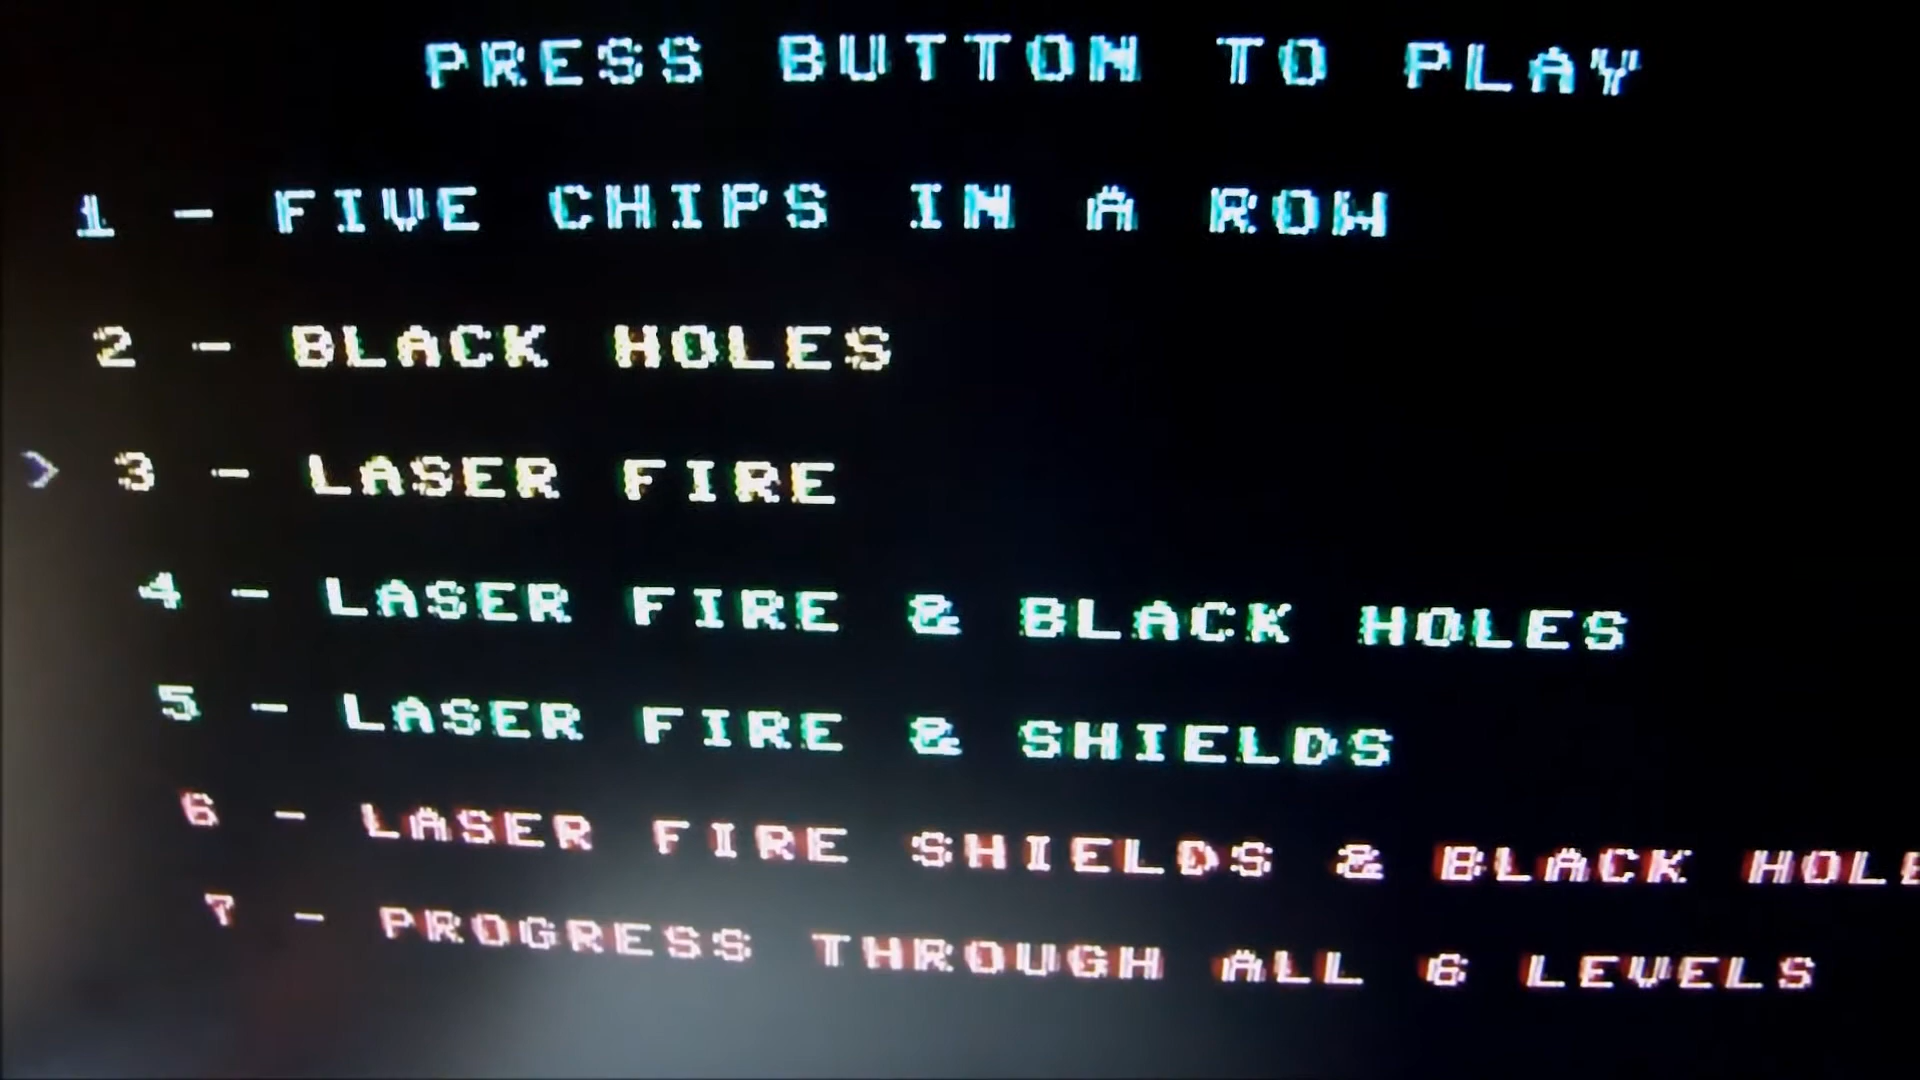 PRESS BUTTON TO PLAY
1 - FIVE CHIPS IN A ROW
2 - BLACK HOLES
> 3 - LASER FIRE
4 - LASER FIRE & BLACK HOLES
5 - LASER FIRE & SHIELDS
6 - LASER FIRE SHIELDS & BLACK HOLE
7 - PROGRESS THROUGH ALL 6 LEVELS